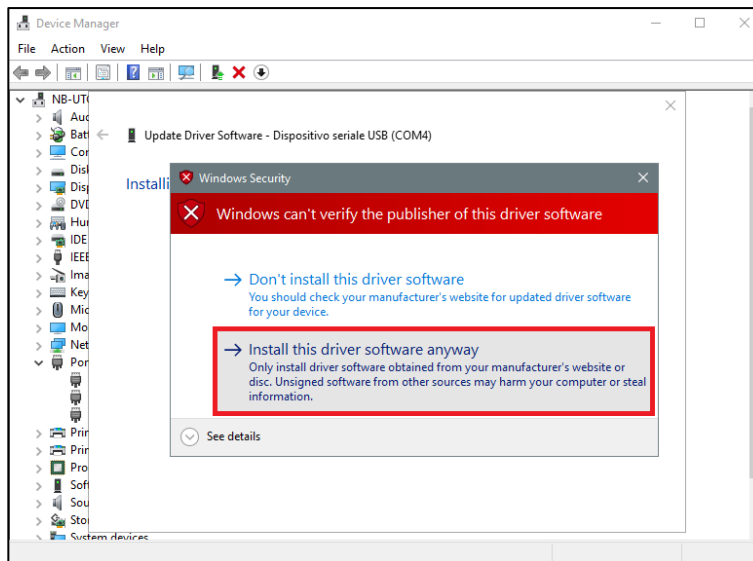 Device Manager
File Action View Help
NB-UT
Aud
Batt
Cor
Disl
Disp
DVD
Hur
IDE
IEEE
Ima
Key
Mic
Mo
Net
Por
Prir
Prir
Pro
Soft
Sou
Stor
System devices
Update Driver Software - Dispositivo seriale USB (COM4)
Installi
Windows Security
Windows can't verify the publisher of this driver software
Don't install this driver software
You should check your manufacturer's website for updated driver software
for your device.
Install this driver software anyway
Only install driver software obtained from your manufacturer's website or
disc. Unsigned software from other sources may harm your computer or steal
information.
See details